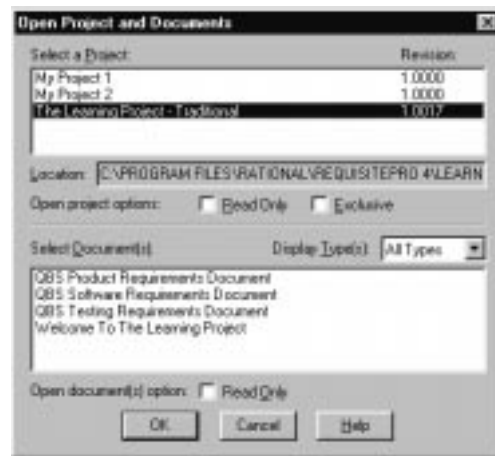 Open Project and Documents
Select a Project: Revision:
My Project 1 1.0000
My Project 2 1.0000
The Learning Project - Traditional 1.0017
Location: C:\PROGRAM FILES\RATIONAL\REQUISITEPRO 4\LEARN
Open project options: Read Only Exclusive
Select Document(s): Display Type(s): All Types
QBS Product Requirements Document
QBS Software Requirements Document
QBS Testing Requirements Document
Welcome To The Learning Project
Open document(s) option: Read Only
OK Cancel Help